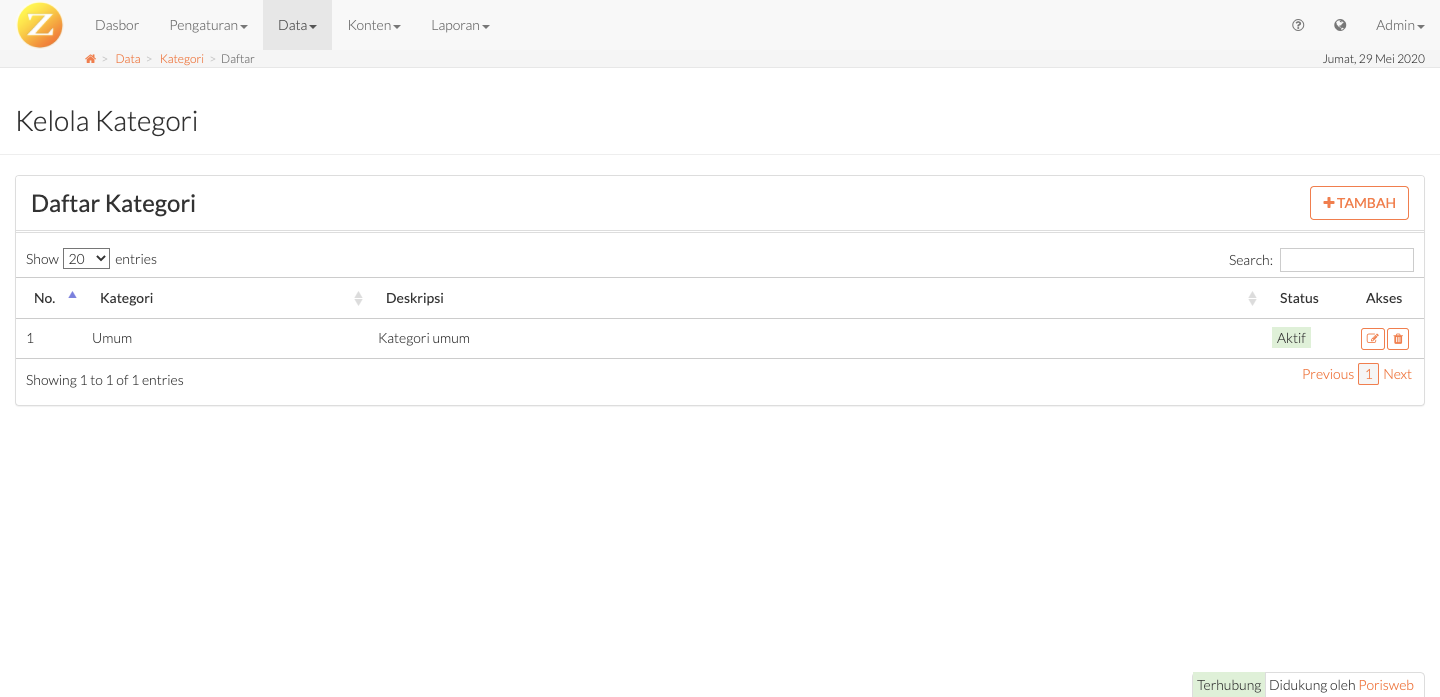 Z Dasbor Pengaturan Data Konten Laporan Admin
> Data > Kategori > Daftar Jumat, 29 Mei 2020
Kelola Kategori
Daftar Kategori TAMBAH
Show 20 entries Search:
No. Kategori Deskripsi Status Akses
1 Umum Kategori umum Aktif
Showing 1 to 1 of 1 entries Previous 1 Next
Terhubung Didukung oleh Porisweb